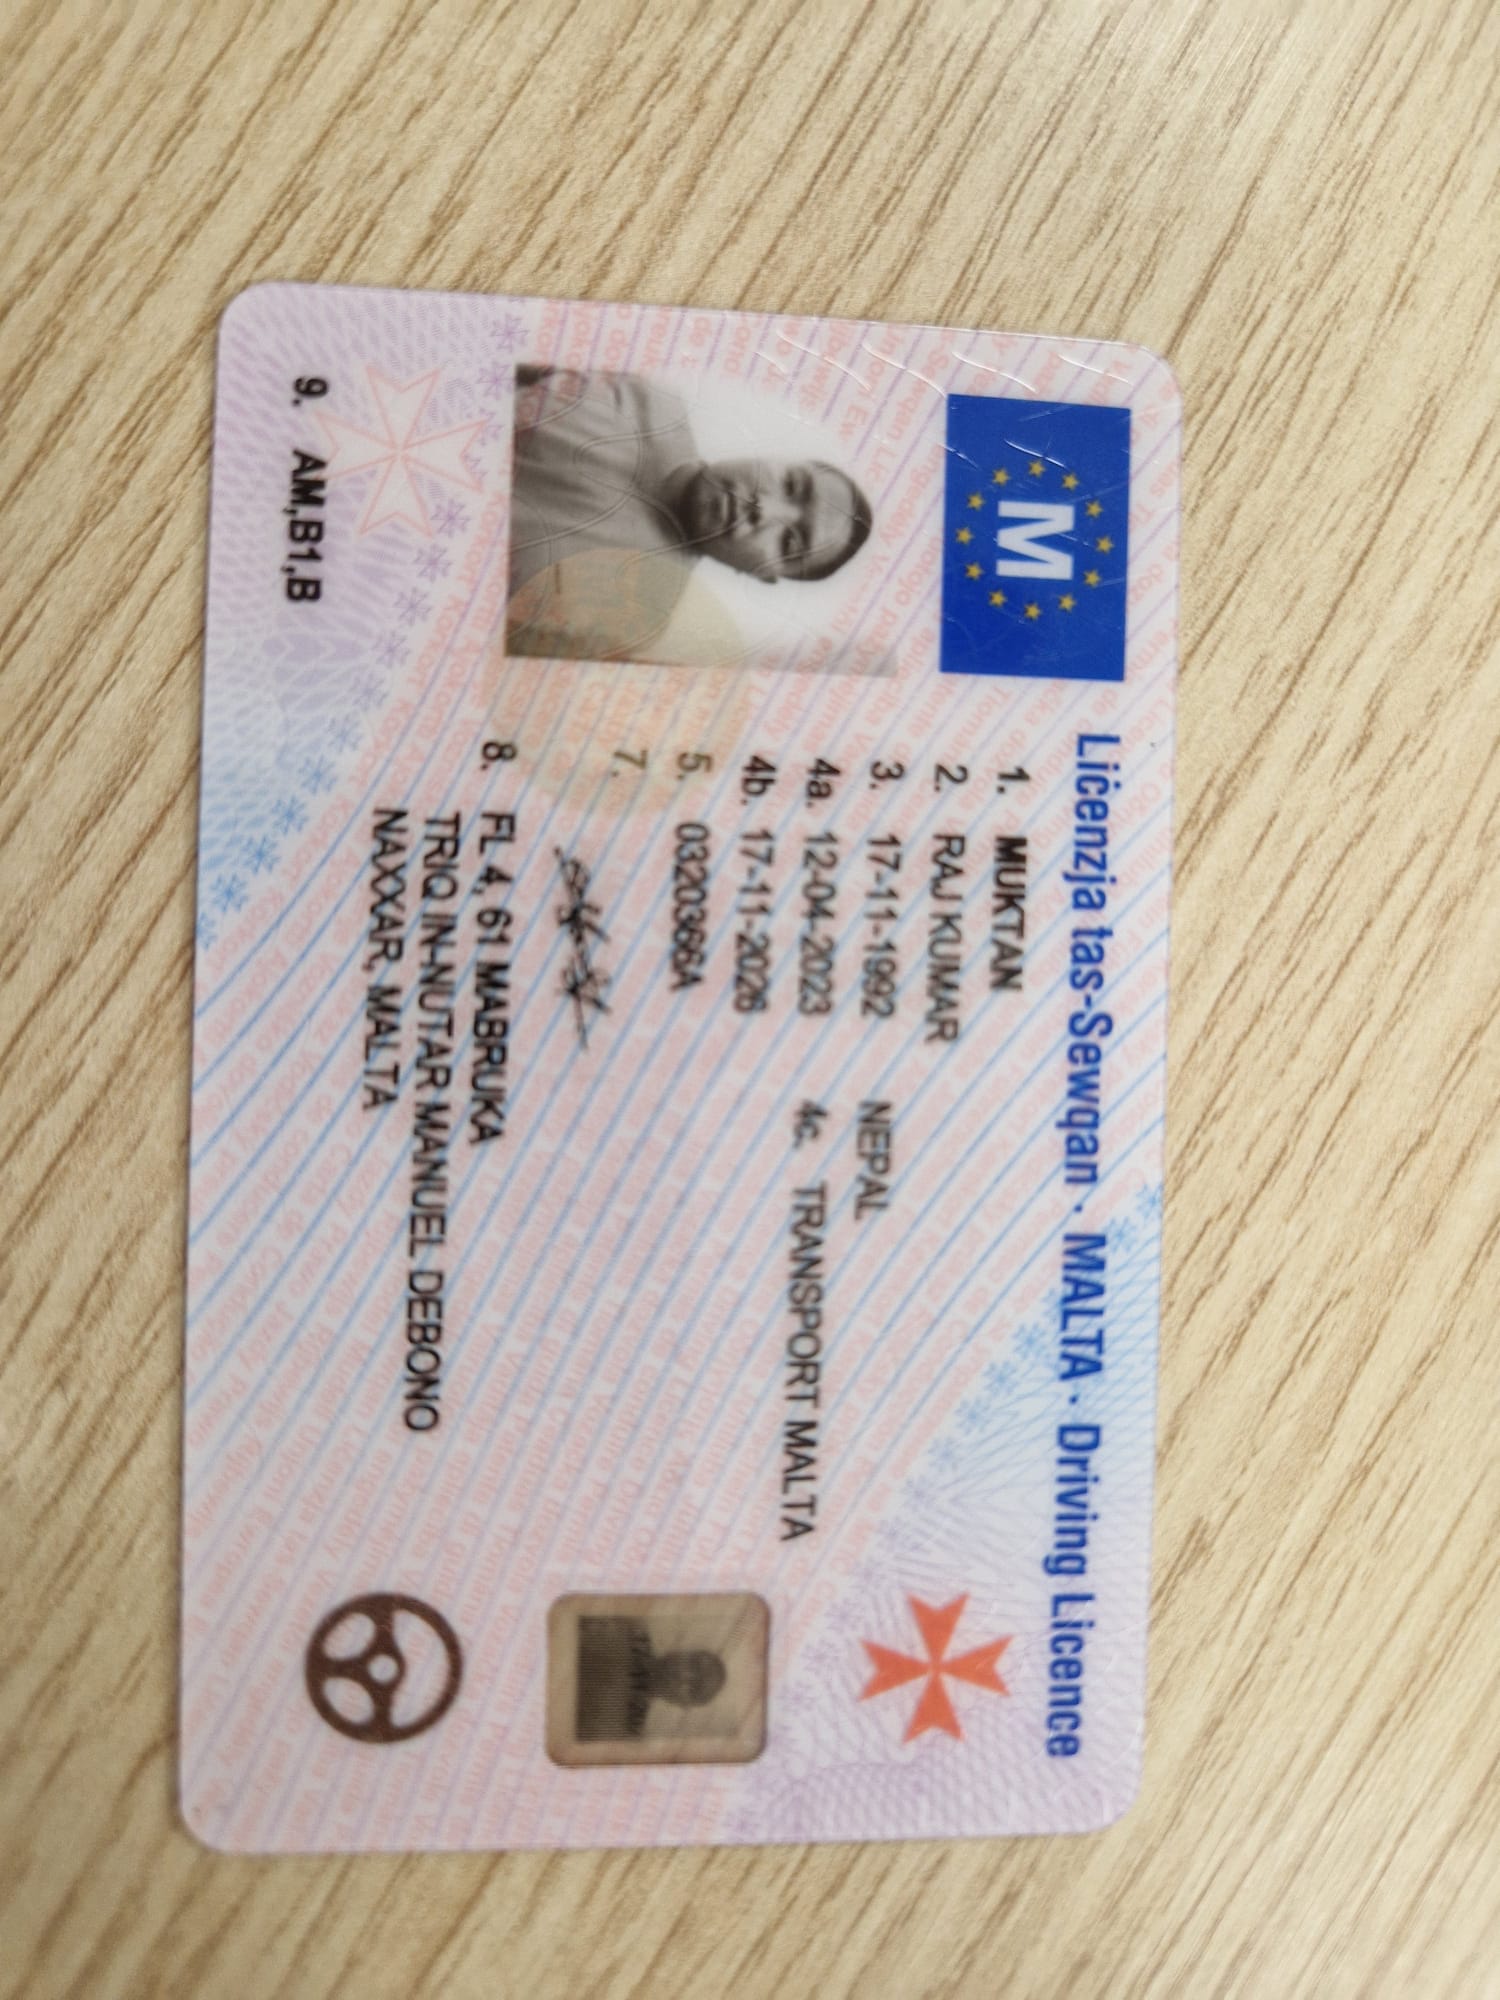 Liċenzja tas-Sewqan · MALTA · Driving Licence
M
1. MUKTAN
2. RAJ KUMAR
3. 17-11-1992 NEPAL
4a. 12-04-2023 4c. TRANSPORT MALTA
4b. 17-11-2026
5. 0320366A
7.
8. FL 4, 61 MABRUKA
TRIQ IN-NUTAR MANUEL DEBONO
NAXXAR, MALTA
9. AM,B1,B